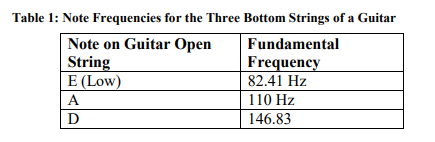 Table 1: Note Frequencies for the Three Bottom Strings of a Guitar
Note on Guitar Open String Fundamental Frequency
E (Low) 82.41 Hz
A 110 Hz
D 146.83